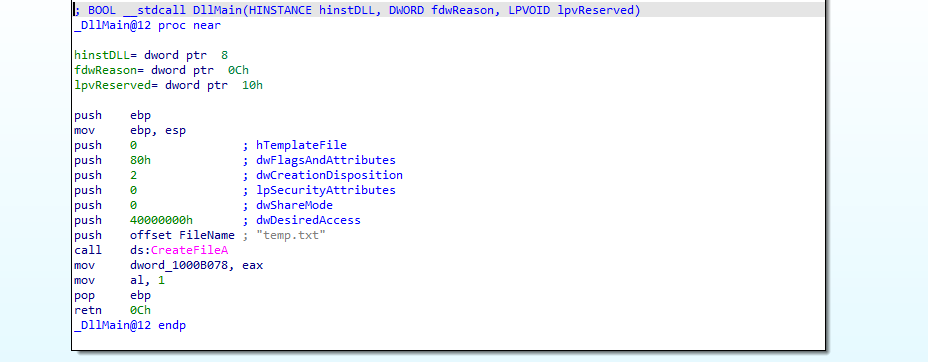 ; BOOL __stdcall DllMain(HINSTANCE hinstDLL, DWORD fdwReason, LPVOID lpvReserved)
_DllMain@12 proc near
hinstDLL= dword ptr  8
fdwReason= dword ptr  0Ch
lpvReserved= dword ptr  10h
push    ebp
mov     ebp, esp
push    0               ; hTemplateFile
push    80h             ; dwFlagsAndAttributes
push    2               ; dwCreationDisposition
push    0               ; lpSecurityAttributes
push    0               ; dwShareMode
push    40000000h       ; dwDesiredAccess
push    offset FileName ; "temp.txt"
call    ds:CreateFileA
mov     dword_1000B078, eax
mov     al, 1
pop     ebp
retn    0Ch
_DllMain@12 endp